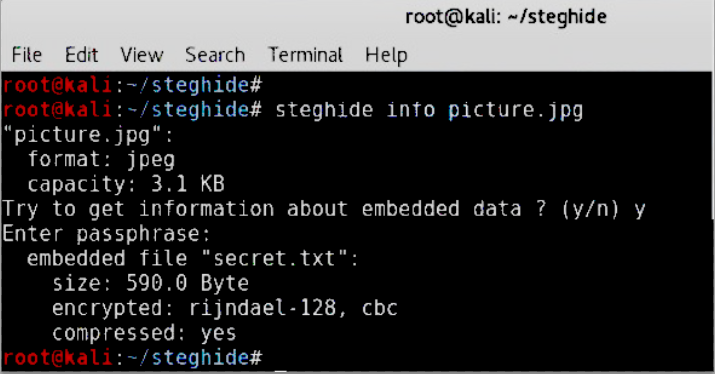 root@kali: ~/steghide
File Edit View Search Terminal Help
root@kali:~/steghide#
root@kali:~/steghide# steghide info picture.jpg
"picture.jpg":
  format: jpeg
  capacity: 3.1 KB
Try to get information about embedded data ? (y/n) y
Enter passphrase:
  embedded file "secret.txt":
    size: 590.0 Byte
    encrypted: rijndael-128, cbc
    compressed: yes
root@kali:~/steghide#